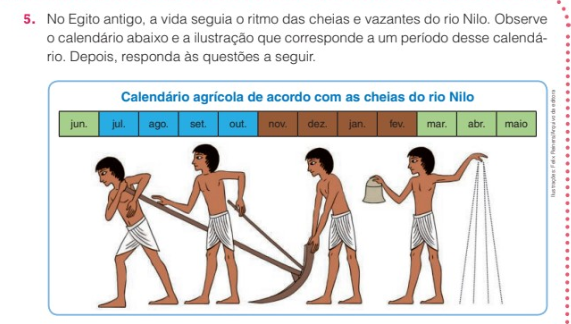 5. No Egito antigo, a vida seguia o ritmo das cheias e vazantes do rio Nilo. Observe
o calendário abaixo e a ilustração que corresponde a um período desse calendá-
rio. Depois, responda às questões a seguir.
Calendário agrícola de acordo com as cheias do rio Nilo
jun. jul. ago. set. out. nov. dez. jan. fev. mar. abr. maio